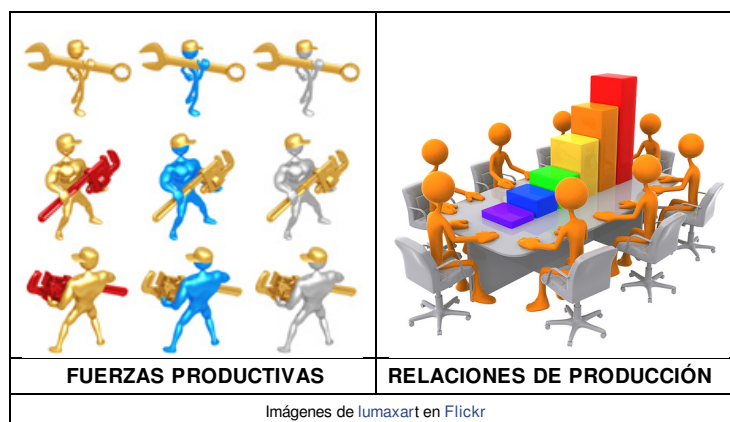 FUERZAS PRODUCTIVAS
RELACIONES DE PRODUCCIÓN
Imágenes de lumaxart en Flickr